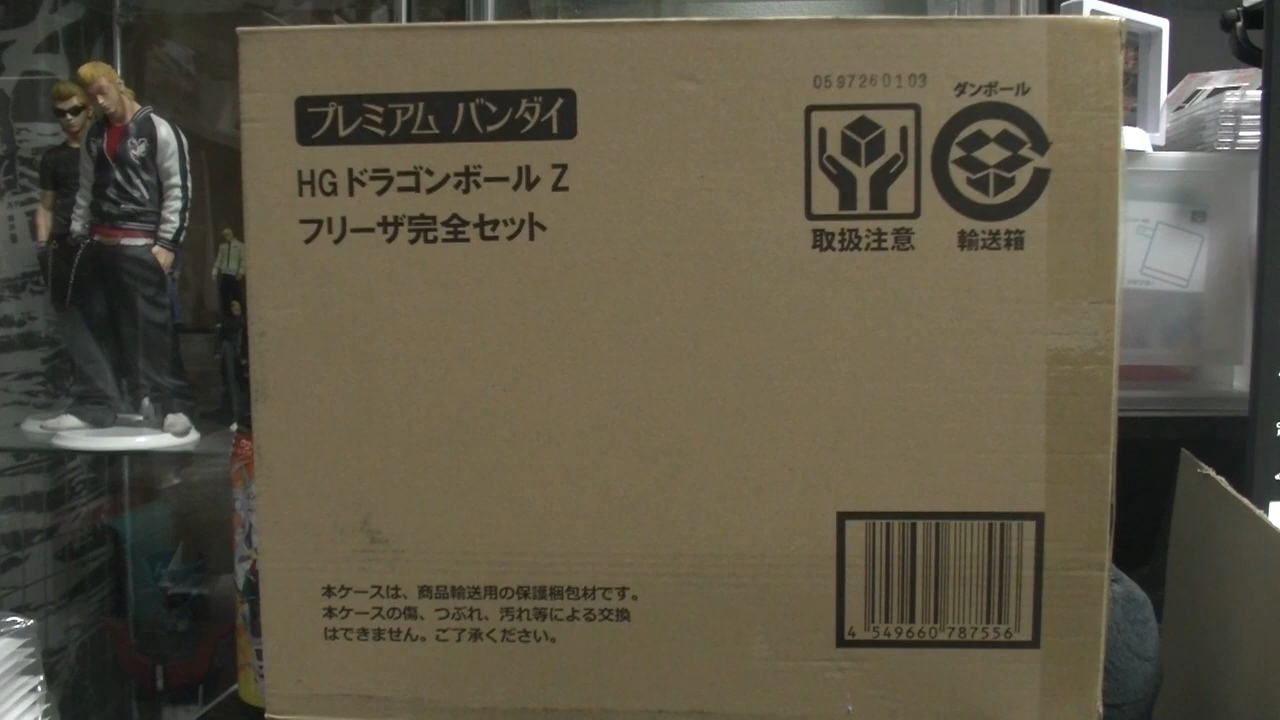 プレミアム バンダイ
HG ドラゴンボール Z
フリーザ完全セット
0597260103
ダンボール
取扱注意
輸送箱
本ケースは、商品輸送用の保護梱包材です。
本ケースの傷、つぶれ、汚れ等による交換
はできません。ご了承ください。
4 549660 787556